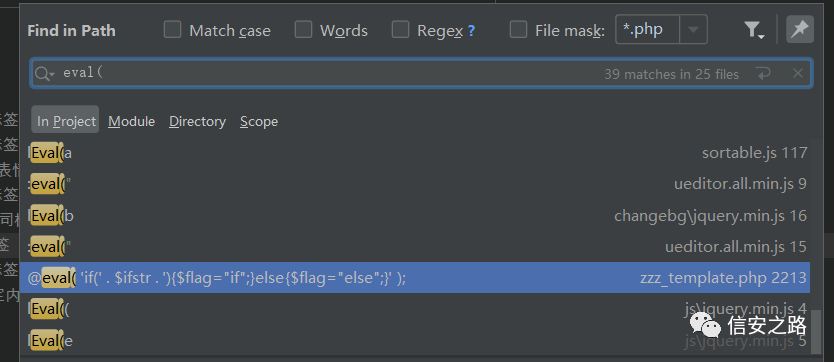 Find in Path Match case Words Regex ? File mask: *.php
eval( 39 matches in 25 files
In Project Module Directory Scope
Eval(a sortable.js 117
:eval(" ueditor.all.min.js 9
Eval(b changebg\jquery.min.js 16
:eval(" ueditor.all.min.js 15
@eval( 'if(' . $ifstr . '){$flag="if";}else{$flag="else";}' ); zzz_template.php 2213
Eval(( js\jquery.min.js 4
Eval(e js\jquery.min.js 5
信安之路